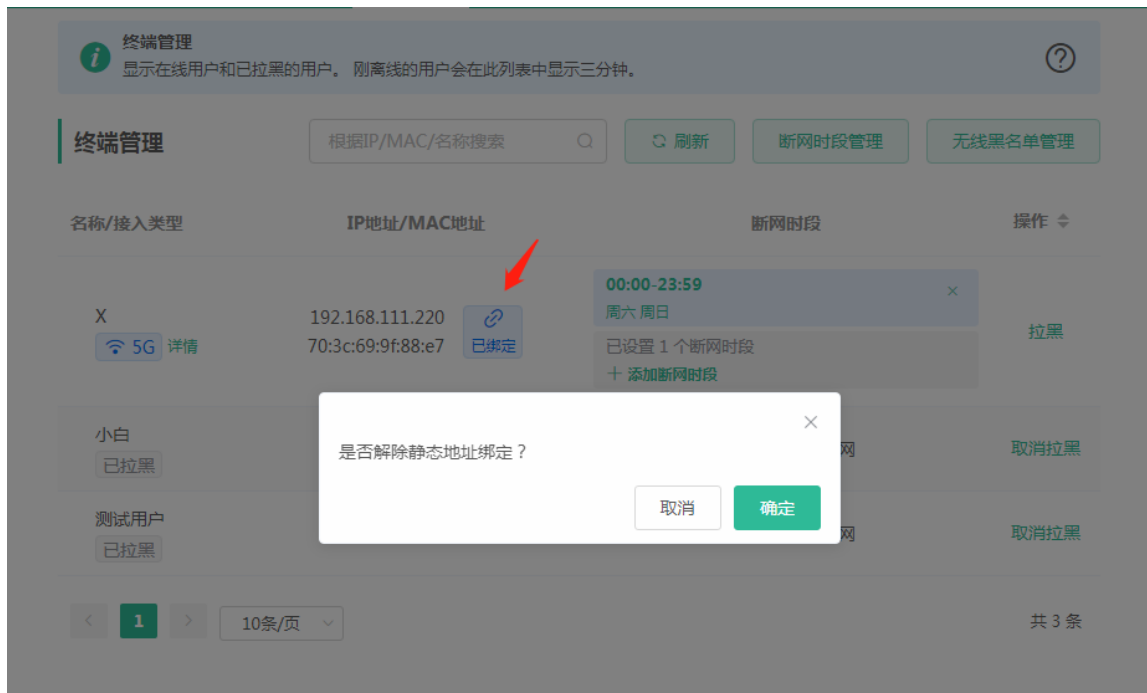 终端管理
显示在线用户和已拉黑的用户。 刚离线的用户会在此列表中显示三分钟。
终端管理
根据IP/MAC/名称搜索
刷新
断网时段管理
无线黑名单管理
名称/接入类型
IP地址/MAC地址
断网时段
操作
X
5G 详情
192.168.111.220
70:3c:69:9f:88:e7
已绑定
00:00-23:59
周六 周日
已设置 1 个断网时段
+ 添加断网时段
拉黑
小白
已拉黑
网
取消拉黑
是否解除静态地址绑定？
取消
确定
测试用户
已拉黑
网
取消拉黑
1
10条/页
共 3 条